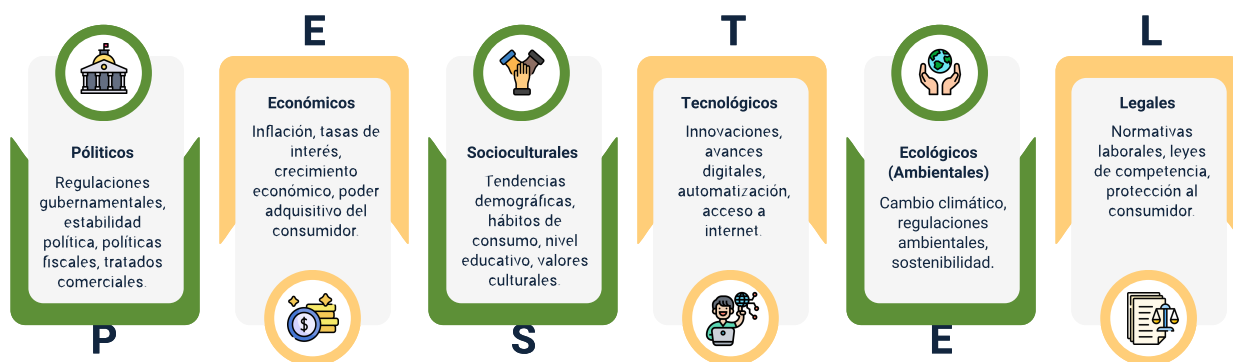 Póliticos
Regulaciones
gubernamentales,
estabilidad
política, políticas
fiscales, tratados
comerciales.
P
E
Económicos
Inflación, tasas de
interés,
crecimiento
económico, poder
adquisitivo del
consumidor.
Socioculturales
Tendencias
demográficas,
hábitos de
consumo, nivel
educativo, valores
culturales.
S
T
Tecnológicos
Innovaciones,
avances
digitales,
automatización,
acceso a
internet.
Ecológicos
(Ambientales)
Cambio climático,
regulaciones
ambientales,
sostenibilidad.
E
L
Legales
Normativas
laborales, leyes
de competencia,
protección al
consumidor.